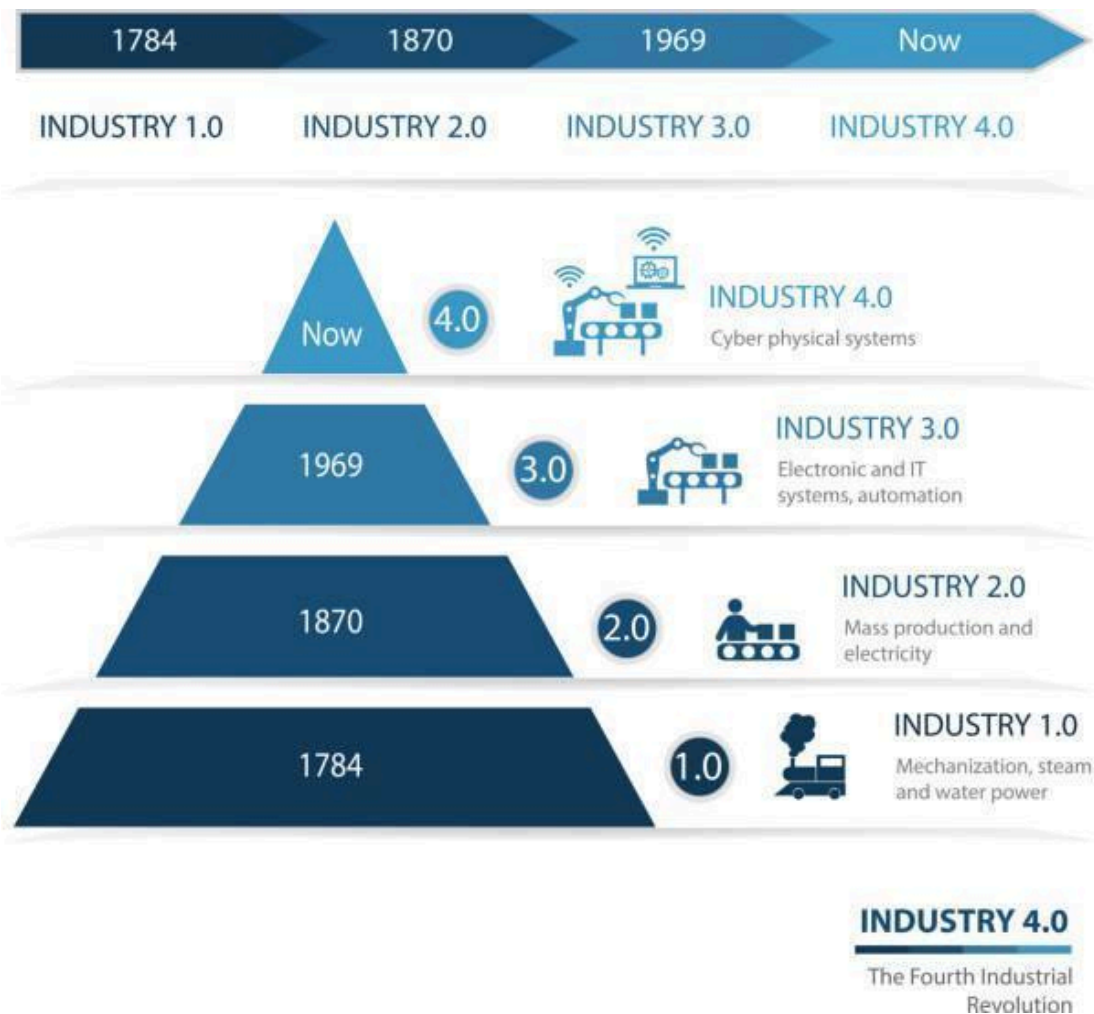 1784 1870 1969 Now
INDUSTRY 1.0 INDUSTRY 2.0 INDUSTRY 3.0 INDUSTRY 4.0
Now
4.0
INDUSTRY 4.0
Cyber physical systems
1969
3.0
INDUSTRY 3.0
Electronic and IT
systems, automation
1870
2.0
INDUSTRY 2.0
Mass production and
electricity
1784
1.0
INDUSTRY 1.0
Mechanization, steam
and water power
INDUSTRY 4.0
The Fourth Industrial
Revolution